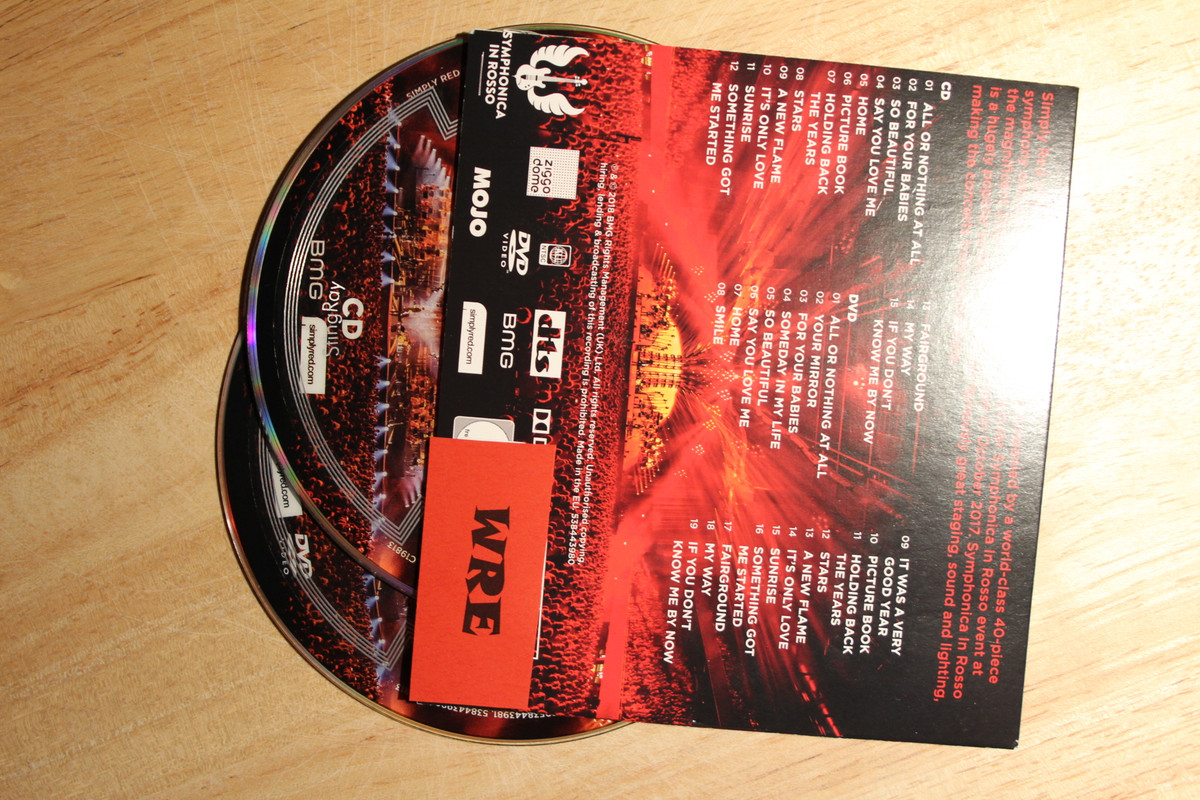 Simply
symphonic
the magnificent
is a hugely
making this
by a world-class 40-piece
Symphonica In Rosso event at
October 2017, Symphonica In Rosso
great staging, sound and lighting,
CD
01 ALL OR NOTHING AT ALL
02 FOR YOUR BABIES
03 SO BEAUTIFUL
04 SAY YOU LOVE ME
05 HOME
06 PICTURE BOOK
07 HOLDING BACK
THE YEARS
08 STARS
09 A NEW FLAME
10 IT'S ONLY LOVE
11 SUNRISE
12 SOMETHING GOT
ME STARTED
13 FAIRGROUND
14 MY WAY
15 IF YOU DON'T
KNOW ME BY NOW
DVD
01 ALL OR NOTHING AT ALL
02 YOUR MIRROR
03 FOR YOUR BABIES
04 SOMEDAY IN MY LIFE
05 SO BEAUTIFUL
06 SAY YOU LOVE ME
07 HOME
08 SMILE
09 IT WAS A VERY
GOOD YEAR
10 PICTURE BOOK
11 HOLDING BACK
THE YEARS
12 STARS
13 A NEW FLAME
14 IT'S ONLY LOVE
15 SUNRISE
16 SOMETHING GOT
ME STARTED
17 FAIRGROUND
18 MY WAY
19 IF YOU DON'T
KNOW ME BY NOW
℗ & © 2018 BMG Rights Management (UK) Ltd. All rights reserved. Unauthorised copying,
hiring, lending & broadcasting of this recording is prohibited. Made in the EU. 538443980
SYMPHONICA
IN ROSSO
ziggo
dome
MOJO
DVD
VIDEO
NTSC
dts
BMG
simplyred.com
WRE
SIMPLY RED
CD
BMG
simplyred.com
DVD
VIDEO